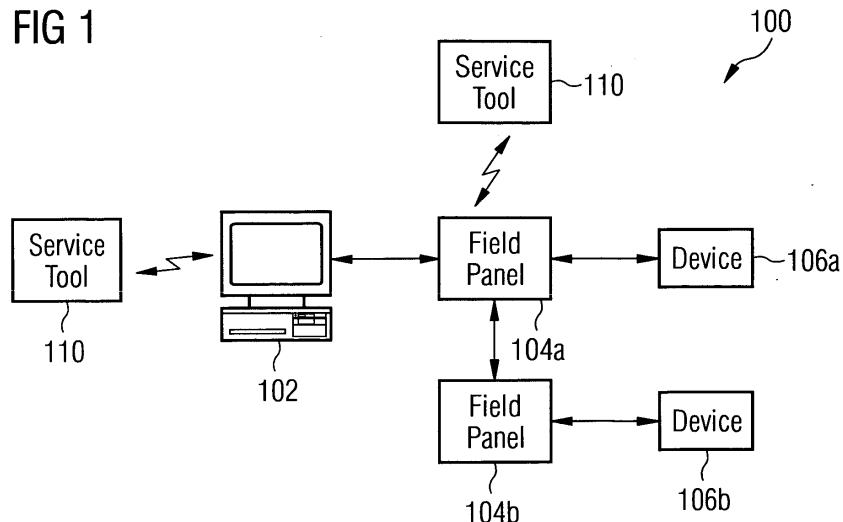 FIG 1
100
Service
Tool
110
Service
Tool
110
102
Field
Panel
104a
Device
106a
Field
Panel
104b
Device
106b